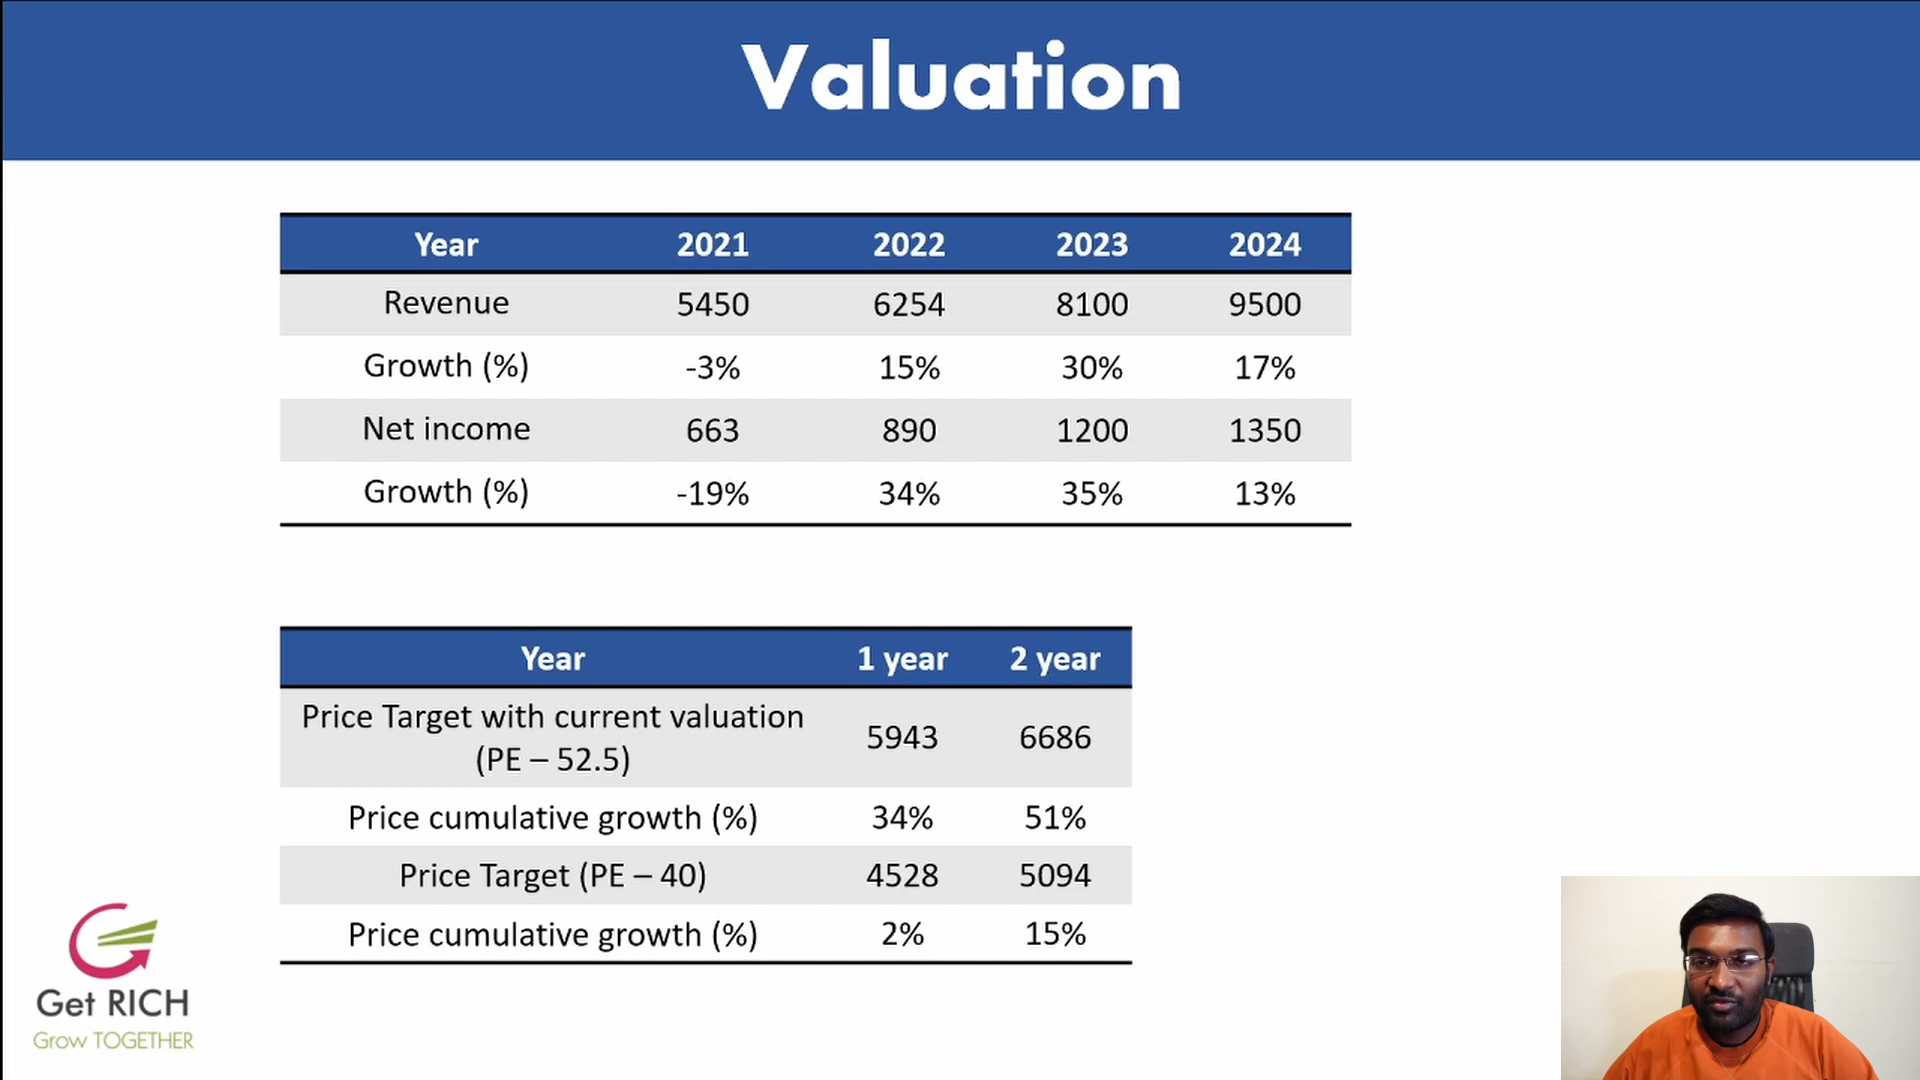 Valuation
Year 2021 2022 2023 2024
Revenue 5450 6254 8100 9500
Growth (%) -3% 15% 30% 17%
Net income 663 890 1200 1350
Growth (%) -19% 34% 35% 13%
Year 1 year 2 year
Price Target with current valuation
(PE – 52.5) 5943 6686
Price cumulative growth (%) 34% 51%
Price Target (PE – 40) 4528 5094
Price cumulative growth (%) 2% 15%
Get RICH
Grow TOGETHER